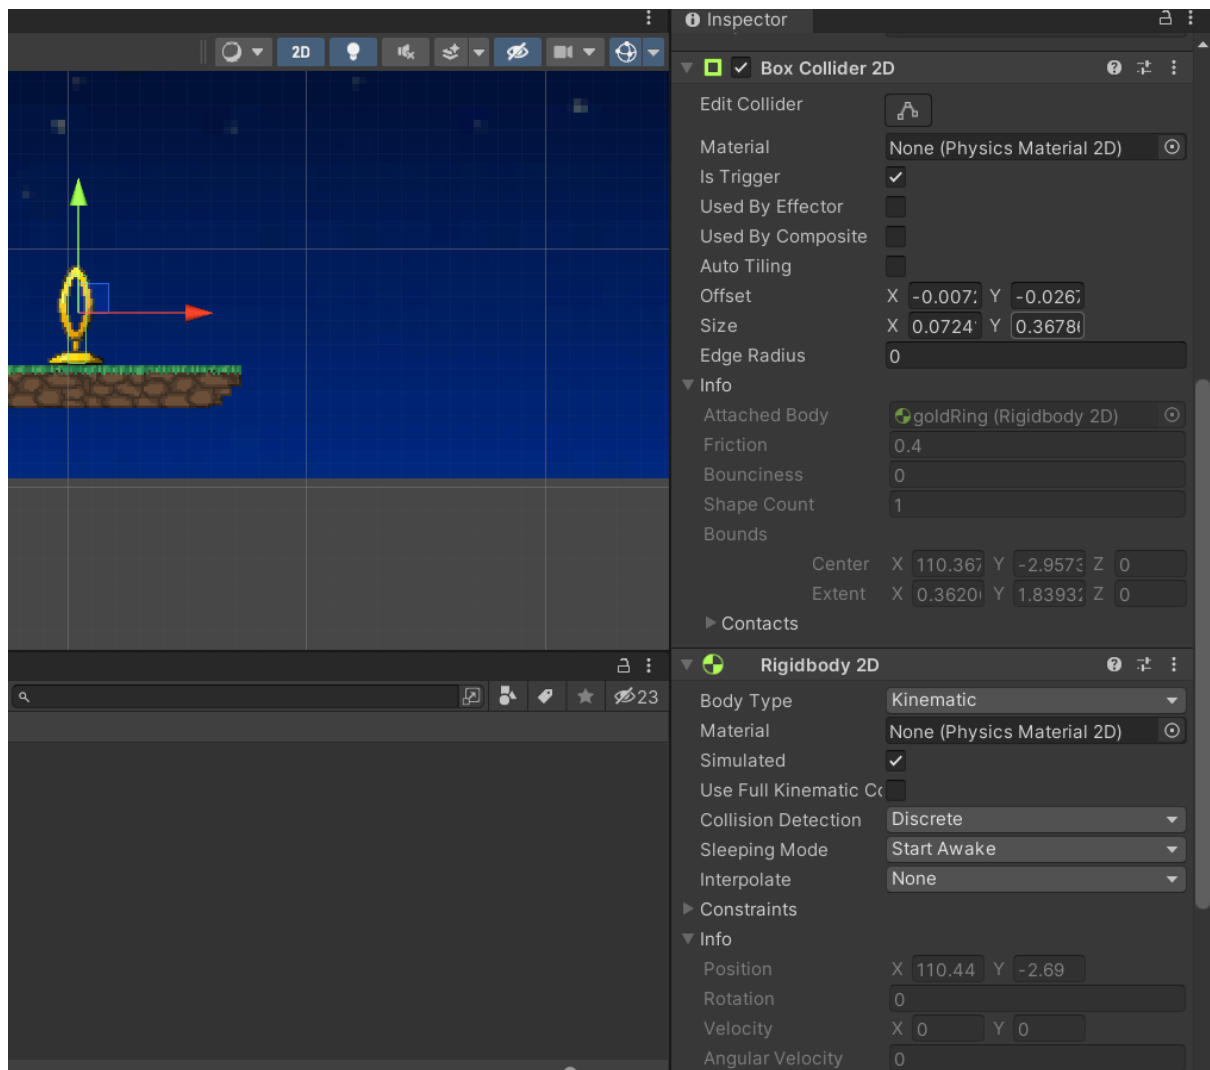 Inspector
2D
Box Collider 2D
Edit Collider
Material None (Physics Material 2D)
Is Trigger
Used By Effector
Used By Composite
Auto Tiling
Offset X -0.007 Y -0.026
Size X 0.0724 Y 0.3678
Edge Radius 0
Info
Attached Body goldRing (Rigidbody 2D)
Friction 0.4
Bounciness 0
Shape Count 1
Bounds
Center X 110.367 Y -2.957 Z 0
Extent X 0.3620 Y 1.8393 Z 0
Contacts
23
Rigidbody 2D
Body Type Kinematic
Material None (Physics Material 2D)
Simulated
Use Full Kinematic Co
Collision Detection Discrete
Sleeping Mode Start Awake
Interpolate None
Constraints
Info
Position X 110.44 Y -2.69
Rotation 0
Velocity X 0 Y 0
Angular Velocity 0